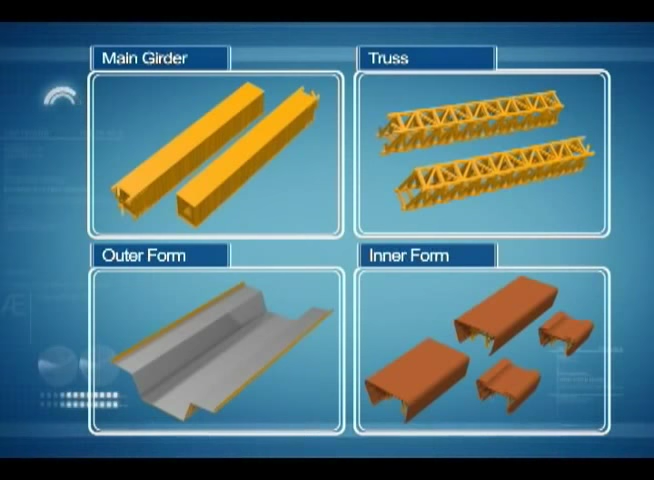 Main Girder
Truss
Outer Form
Inner Form
Æ